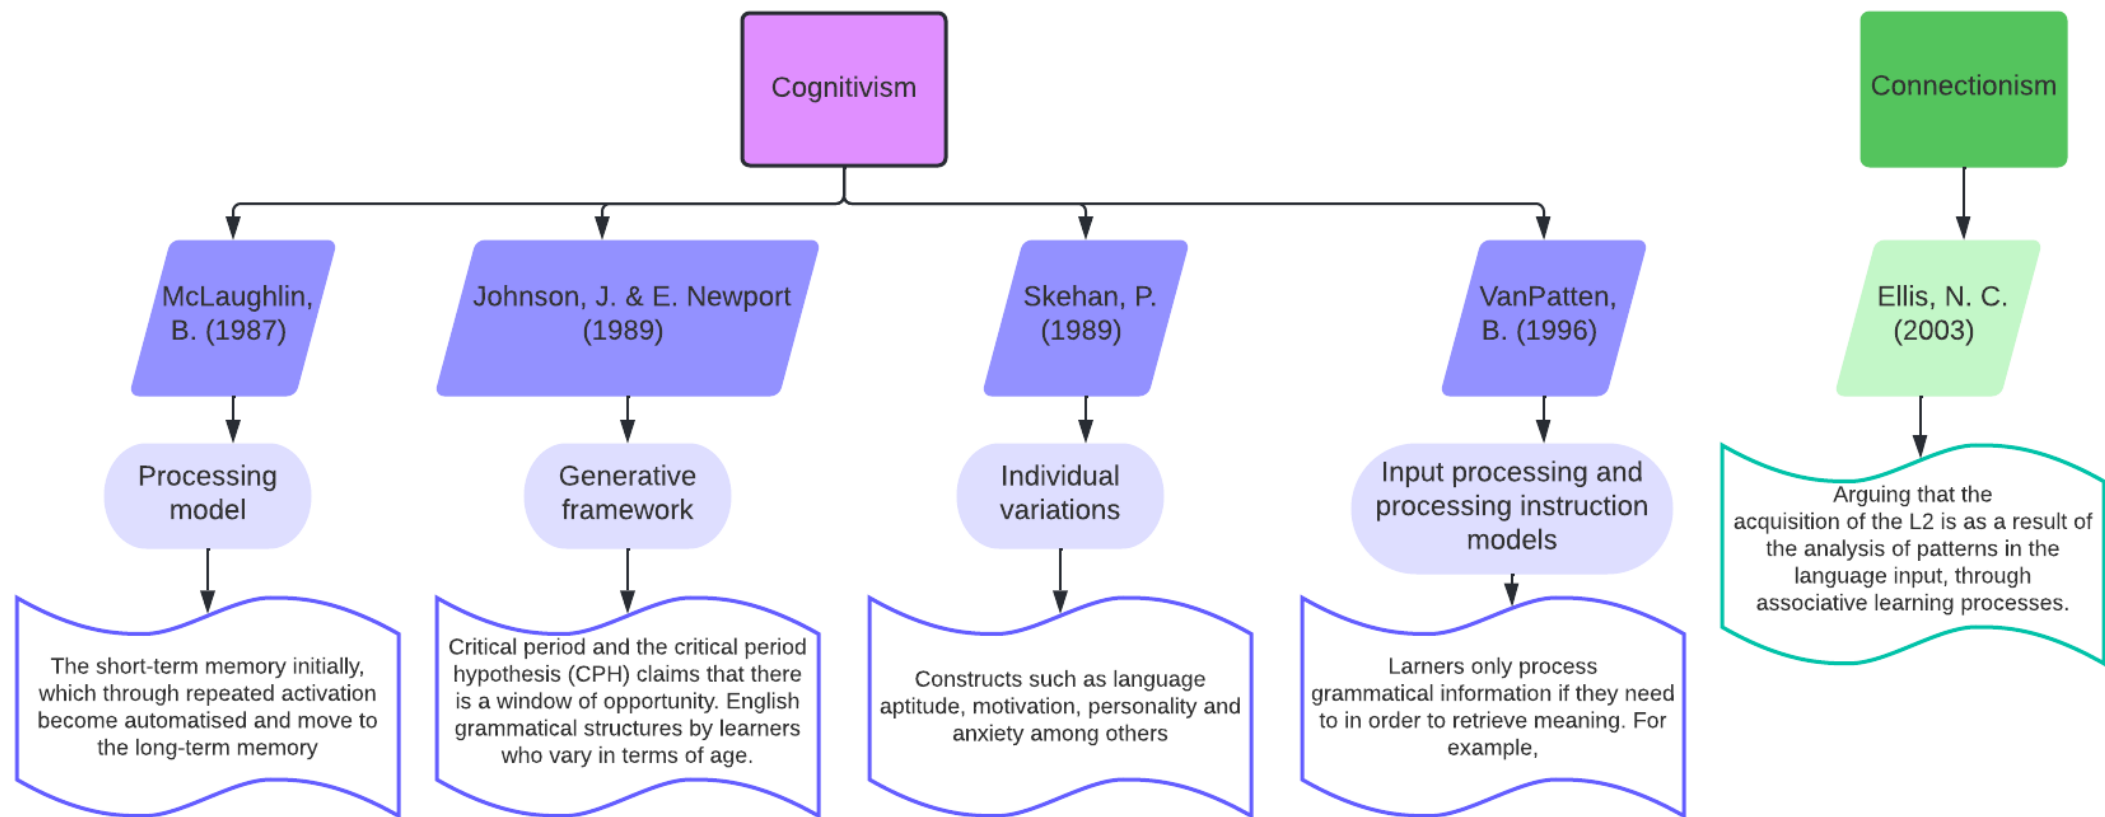 Cognitivism
Connectionism
McLaughlin,
B. (1987)
Johnson, J. & E. Newport
(1989)
Skehan, P.
(1989)
VanPatten,
B. (1996)
Ellis, N. C.
(2003)
Processing
model
Generative
framework
Individual
variations
Input processing and
processing instruction
models
Arguing that the
acquisition of the L2 is as a result of
the analysis of patterns in the
language input, through
associative learning processes.
The short-term memory initially,
which through repeated activation
become automatised and move to
the long-term memory
Critical period and the critical period
hypothesis (CPH) claims that there
is a window of opportunity. English
grammatical structures by learners
who vary in terms of age.
Constructs such as language
aptitude, motivation, personality and
anxiety among others
Larners only process
grammatical information if they need
to in order to retrieve meaning. For
example,